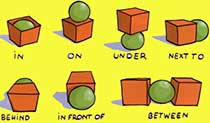 IN ON UNDER NEXT TO
BEHIND IN FRONT OF BETWEEN